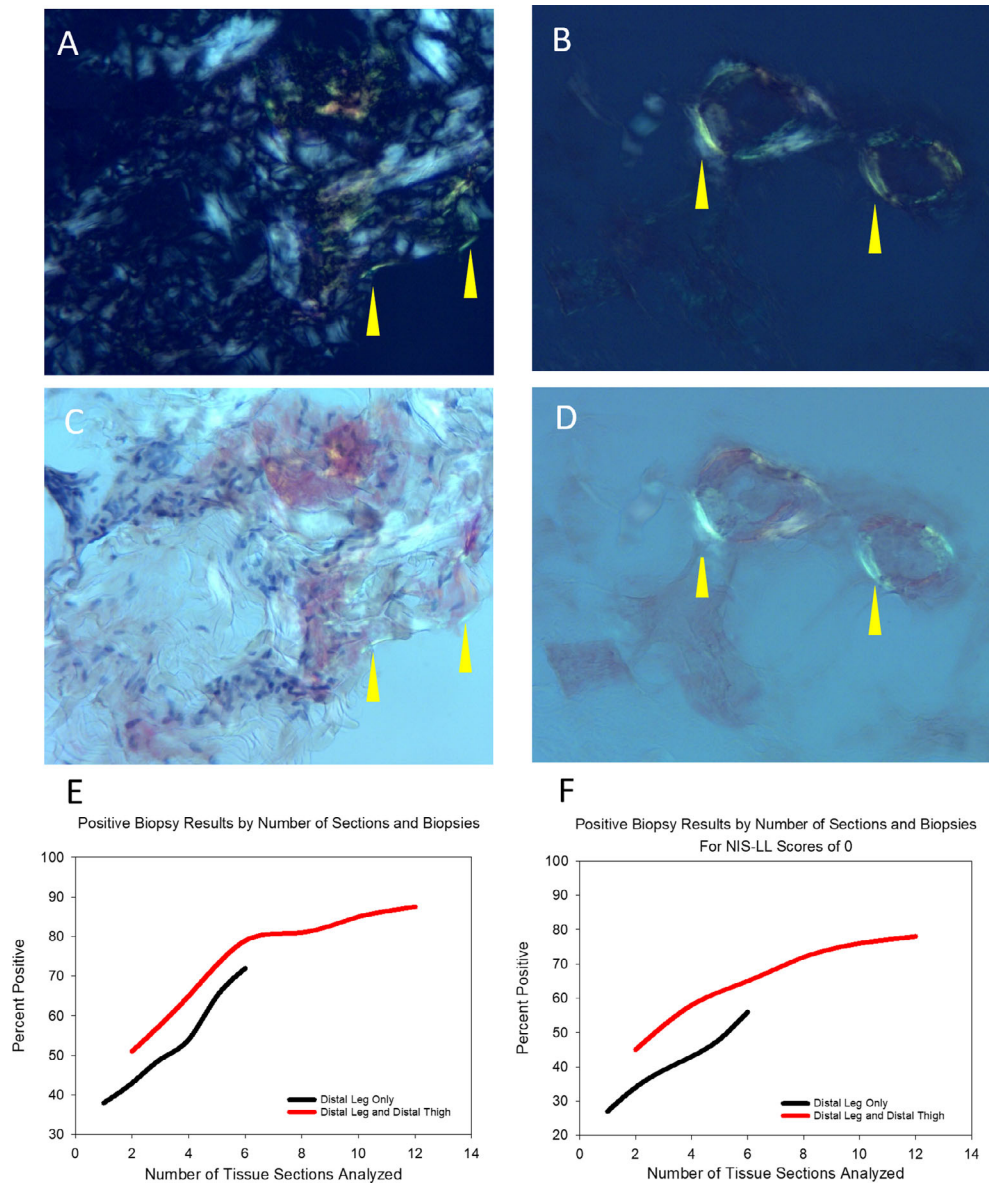 A
B
C
D
E
Positive Biopsy Results by Number of Sections and Biopsies
100
90
80
70
60
50
40
30
Percent Positive
Distal Leg Only
Distal Leg and Distal Thigh
0 2 4 6 8 10 12 14
Number of Tissue Sections Analyzed
F
Positive Biopsy Results by Number of Sections and Biopsies
For NIS-LL Scores of 0
100
90
80
70
60
50
40
30
20
Percent Positive
Distal Leg Only
Distal Leg and Distal Thigh
0 2 4 6 8 10 12 14
Number of Tissue Sections Analyzed